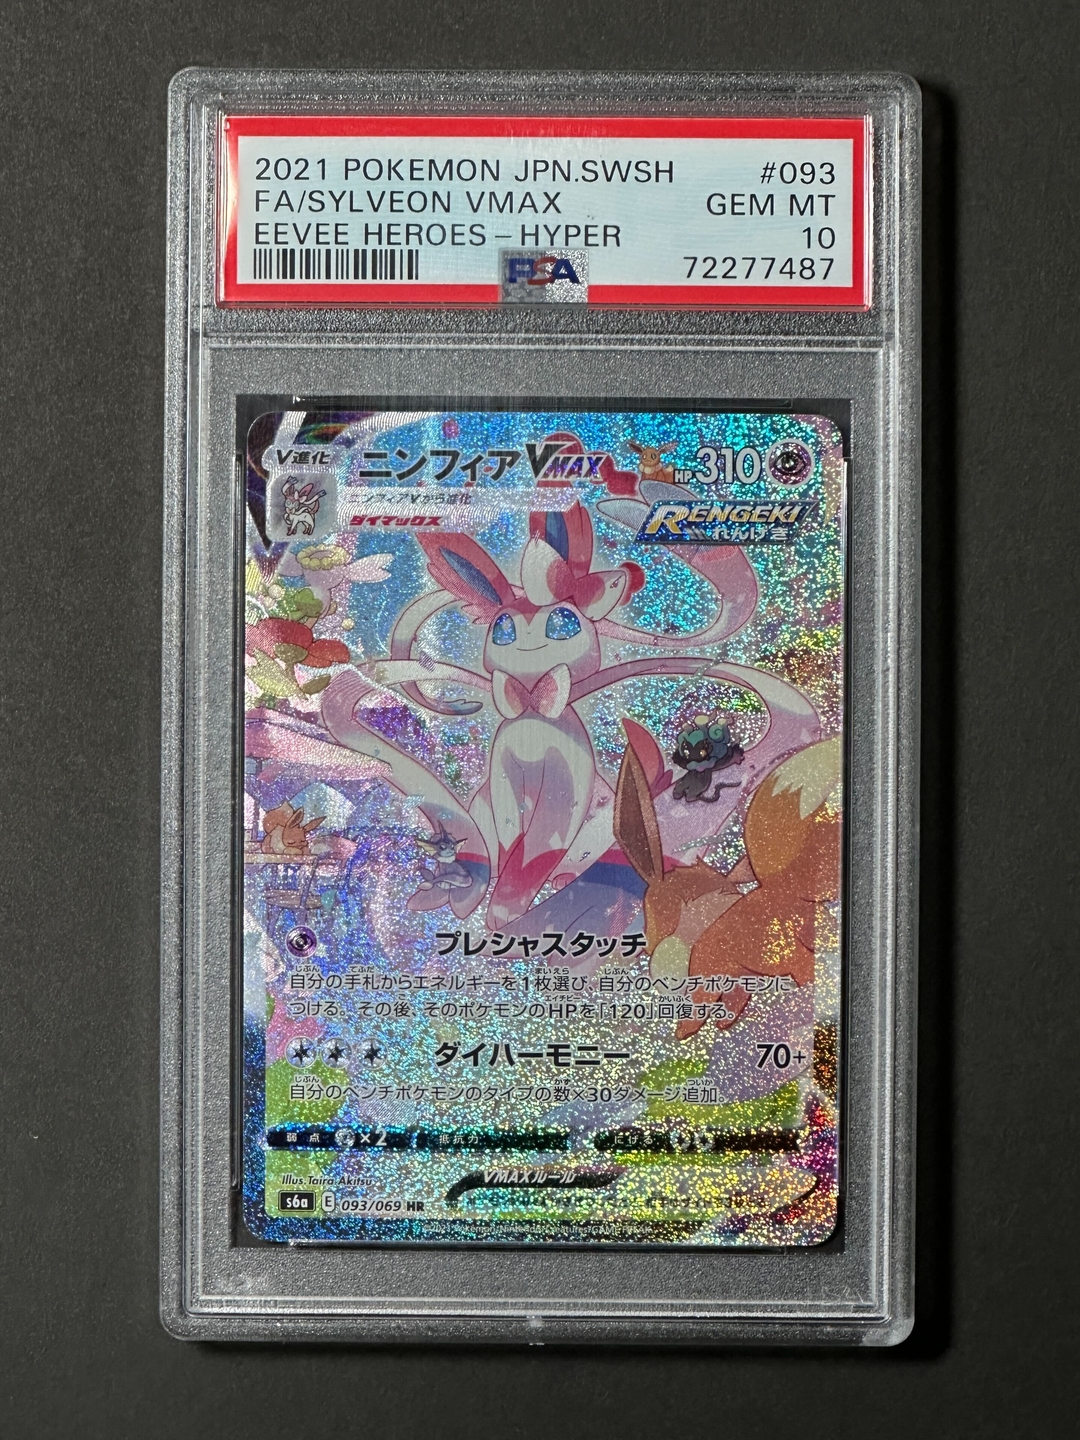 2021 POKEMON JPN.SWSH #093
FA/SYLVEON VMAX GEM MT
EEVEE HEROES-HYPER 10
PSA 72277487
V進化 ニンフィア VMAX HP 310
ニンフィアVから進化
ダイマックス
RENGEKI
れんげき
プレシャスタッチ
自分の手札からエネルギーを1枚選び、自分のベンチポケモンに
つける。その後、そのポケモンのHPを「120」回復する。
ダイハーモニー 70+
自分のベンチポケモンのタイプの数×30ダメージ追加。
弱点 ×2 抵抗力 にげる
VMAXルール
Illus. Taira Akitsu
s6a E 093/069 HR